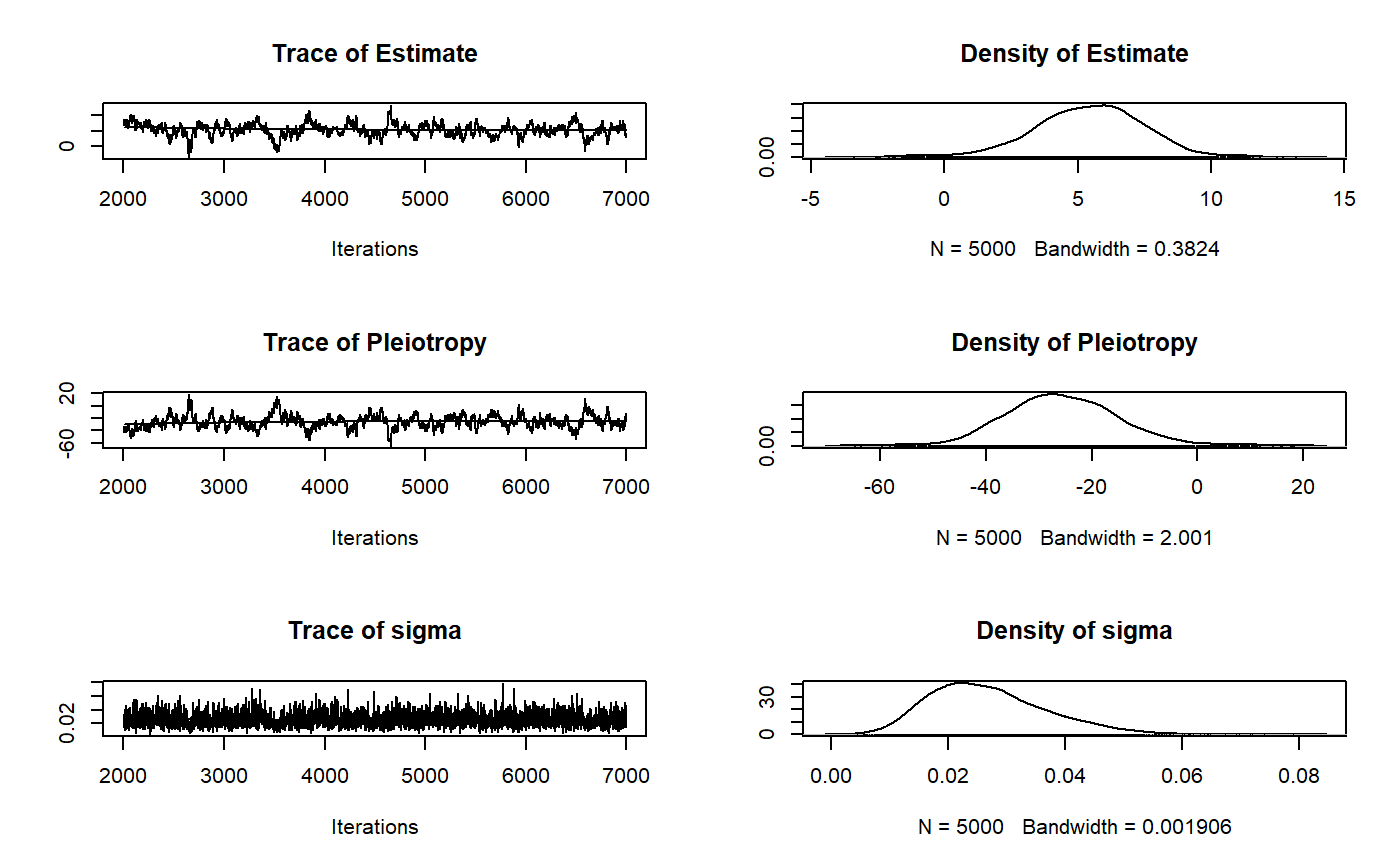 Trace of Estimate
0
2000 3000 4000 5000 6000 7000
Iterations
Density of Estimate
0.00
-5 0 5 10 15
N = 5000 Bandwidth = 0.3824
Trace of Pleiotropy
20
-60
2000 3000 4000 5000 6000 7000
Iterations
Density of Pleiotropy
0.00
-60 -40 -20 0 20
N = 5000 Bandwidth = 2.001
Trace of sigma
0.02
2000 3000 4000 5000 6000 7000
Iterations
Density of sigma
30
0
0.00 0.02 0.04 0.06 0.08
N = 5000 Bandwidth = 0.001906